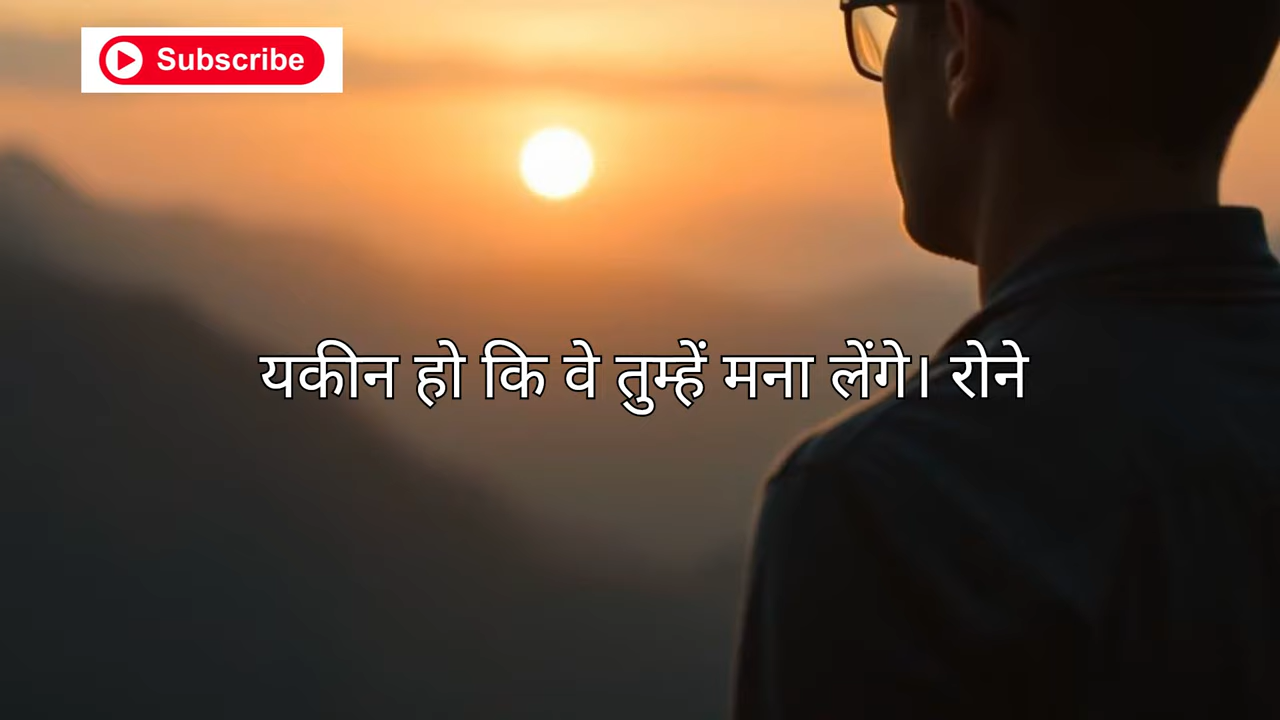 Subscribe
यकीन हो कि वे तुम्हें मना लेंगे। रोने